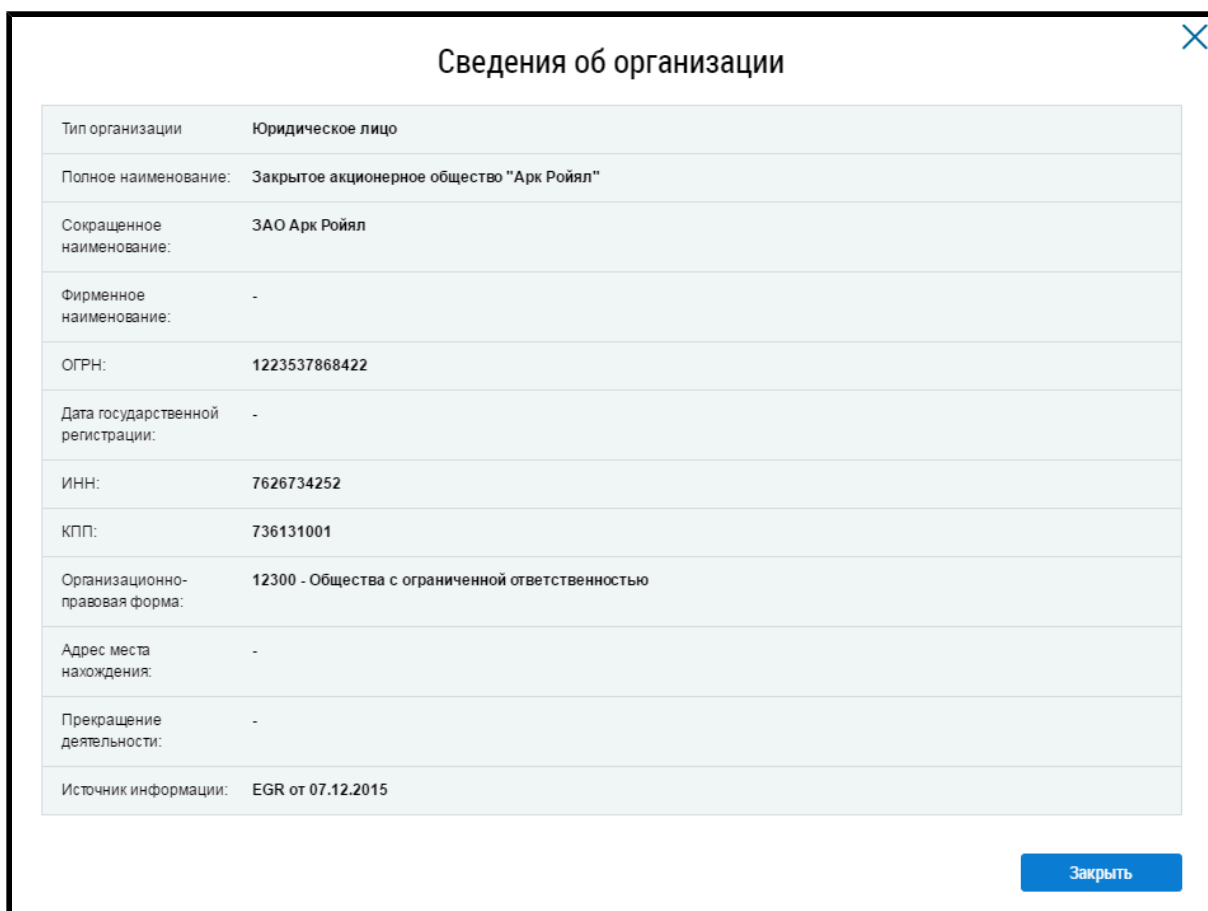 Сведения об организации
Тип организации Юридическое лицо
Полное наименование: Закрытое акционерное общество "Арк Ройял"
Сокращенное ЗАО Арк Ройял
наименование:
Фирменное -
наименование:
ОГРН: 1223537868422
Дата государственной -
регистрации:
ИНН: 7626734252
КПП: 736131001
Организационно- 12300 - Общества с ограниченной ответственностью
правовая форма:
Адрес места -
нахождения:
Прекращение -
деятельности:
Источник информации: EGR от 07.12.2015
Закрыть